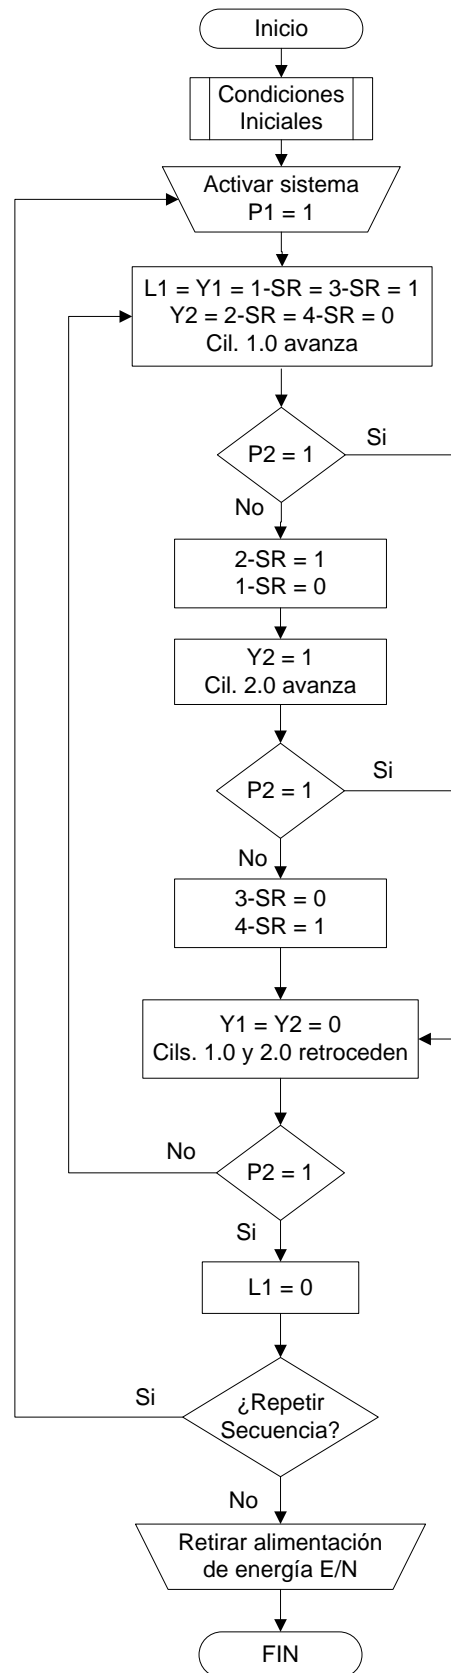 Inicio
Condiciones
Iniciales
Activar sistema
P1 = 1
L1 = Y1 = 1-SR = 3-SR = 1
Y2 = 2-SR = 4-SR = 0
Cil. 1.0 avanza
P2 = 1
Si
No
2-SR = 1
1-SR = 0
Y2 = 1
Cil. 2.0 avanza
P2 = 1
Si
No
3-SR = 0
4-SR = 1
Y1 = Y2 = 0
Cils. 1.0 y 2.0 retroceden
No
P2 = 1
Si
L1 = 0
Si
¿Repetir
Secuencia?
No
Retirar alimentación
de energía E/N
FIN